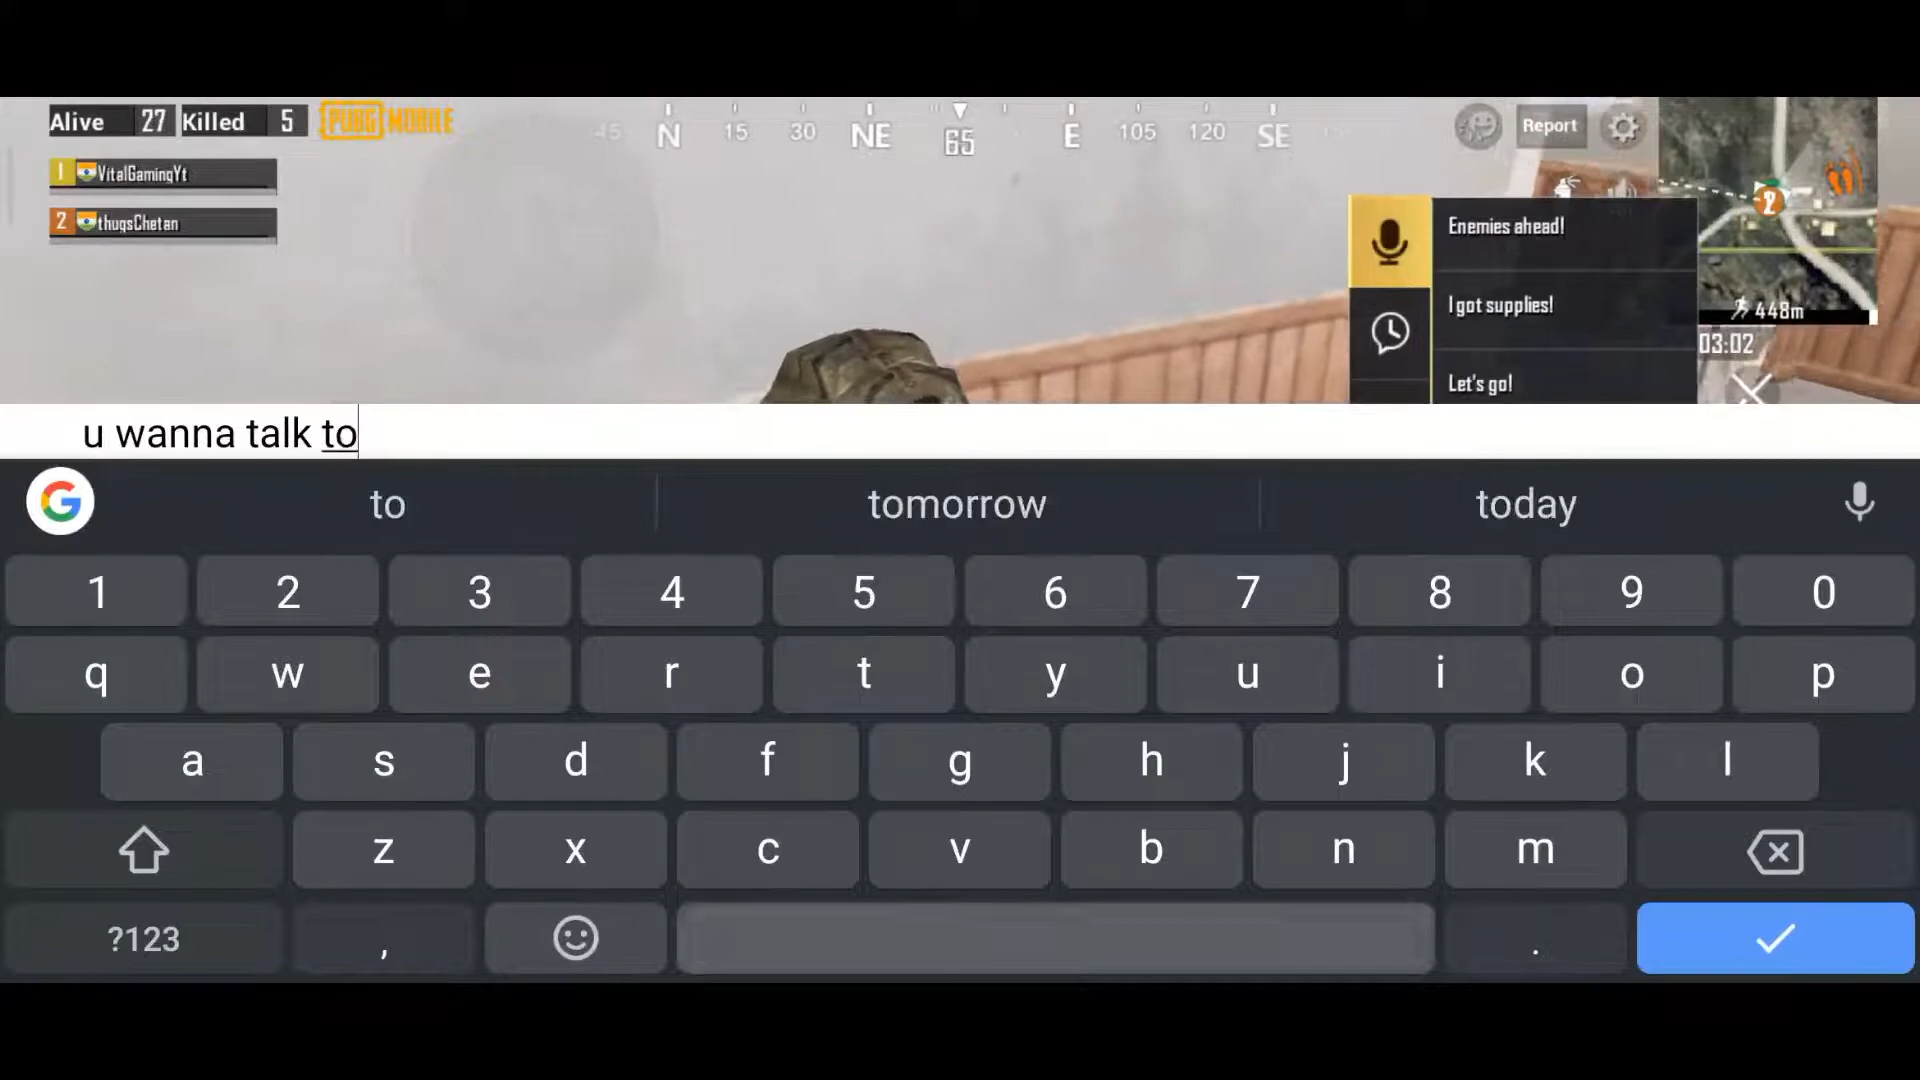 Alive 27 Killed 5 PUBG MOBILE
45 N 15 30 NE 65 E 105 120 SE
Report
1 VitalGamingYt
2 thugsChetan
2
Enemies ahead!
I got supplies!
Let's go!
448m
03:02
u wanna talk to
G to tomorrow today
1 2 3 4 5 6 7 8 9 0
q w e r t y u i o p
a s d f g h j k l
z x c v b n m
?123 , .